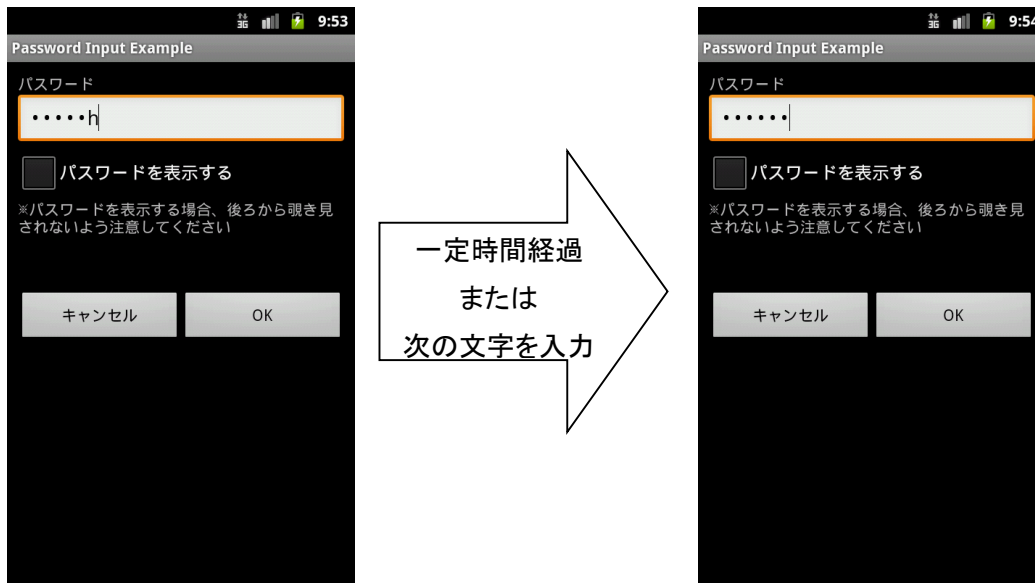 3G 9:53
Password Input Example
パスワード
•••••h
パスワードを表示する
※パスワードを表示する場合、後ろから覗き見
されないよう注意してください
キャンセル OK
一定時間経過
または
次の文字を入力
3G 9:54
Password Input Example
パスワード
••••••
パスワードを表示する
※パスワードを表示する場合、後ろから覗き見
されないよう注意してください
キャンセル OK